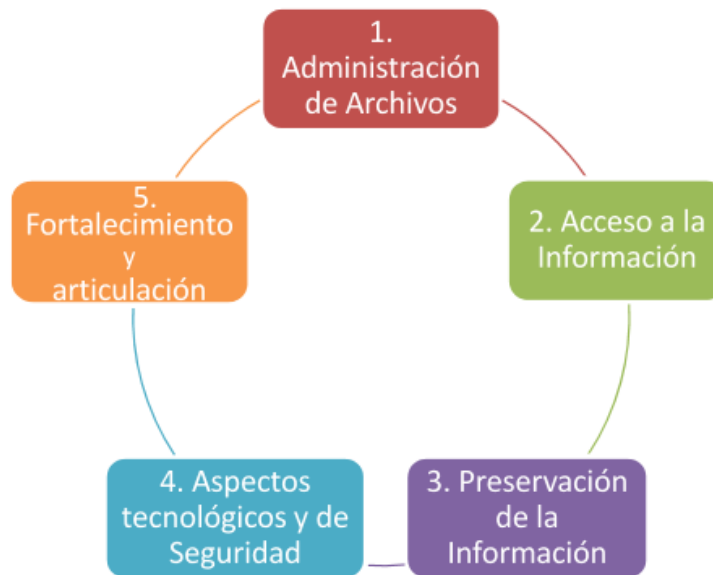 1.
Administración
de Archivos
2. Acceso a la
Información
3. Preservación
de la
Información
4. Aspectos
tecnológicos y de
Seguridad
5.
Fortalecimiento
y
articulación